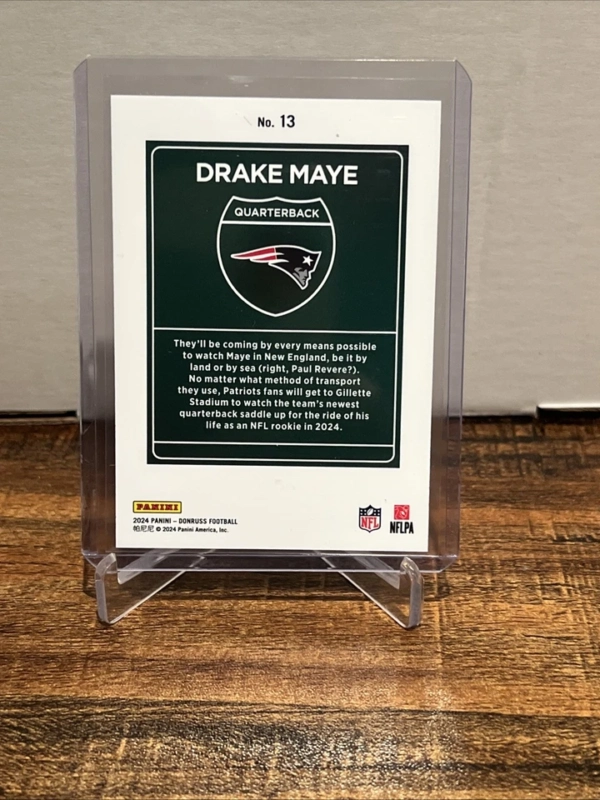 No. 13
DRAKE MAYE
QUARTERBACK
They'll be coming by every means possible
to watch Maye in New England, be it by
land or by sea (right, Paul Revere?).
No matter what method of transport
they use, Patriots fans will get to Gillette
Stadium to watch the team's newest
quarterback saddle up for the ride of his
life as an NFL rookie in 2024.
PANINI
2024 PANINI – DONRUSS FOOTBALL
帕尼尼 © 2024 Panini America, Inc.
NFL
NFLPA